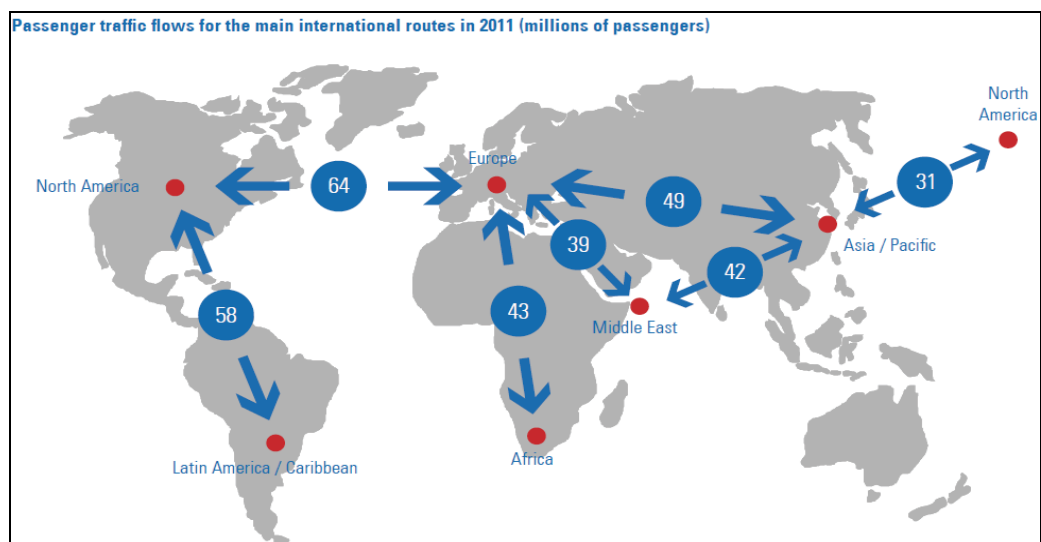 Passenger traffic flows for the main international routes in 2011 (millions of passengers)
North
America
Europe
North America
64
49
31
39
Asia / Pacific
42
58
43
Middle East
Latin America / Caribbean
Africa